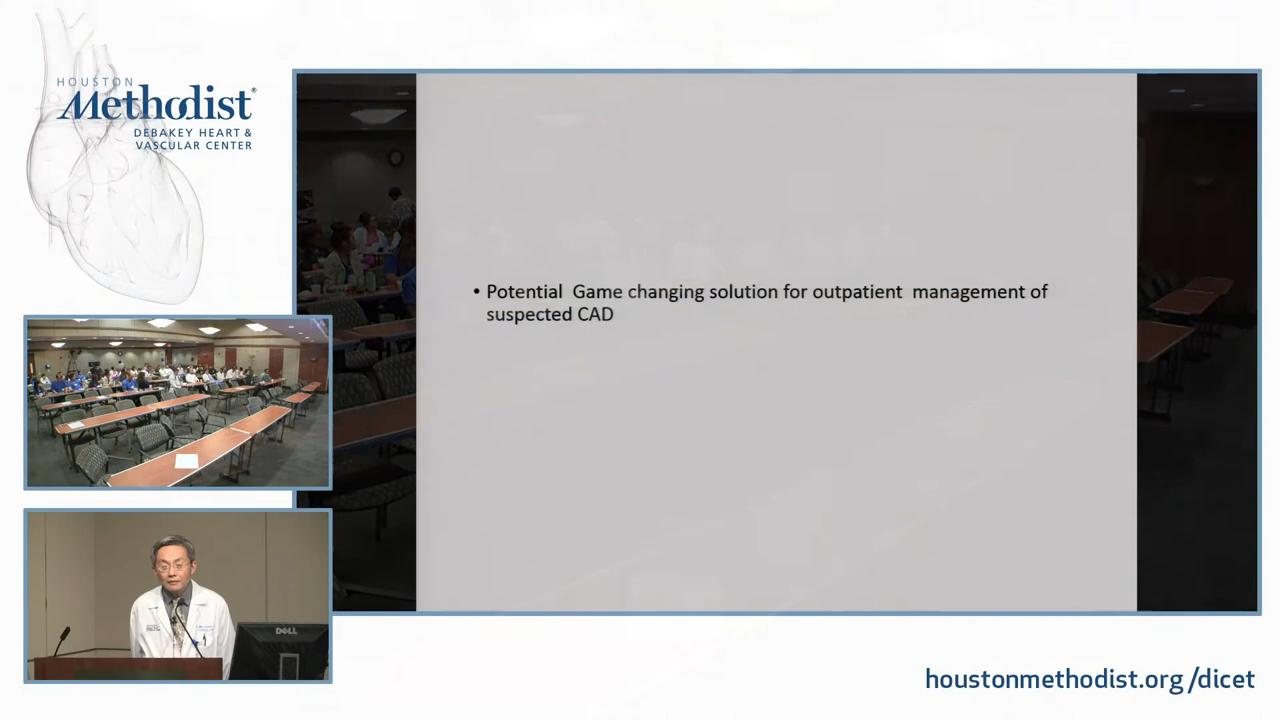 HOUSTON
Methodist®
DEBAKEY HEART &
VASCULAR CENTER
• Potential Game changing solution for outpatient management of
suspected CAD
DELL
houstonmethodist.org/dicet